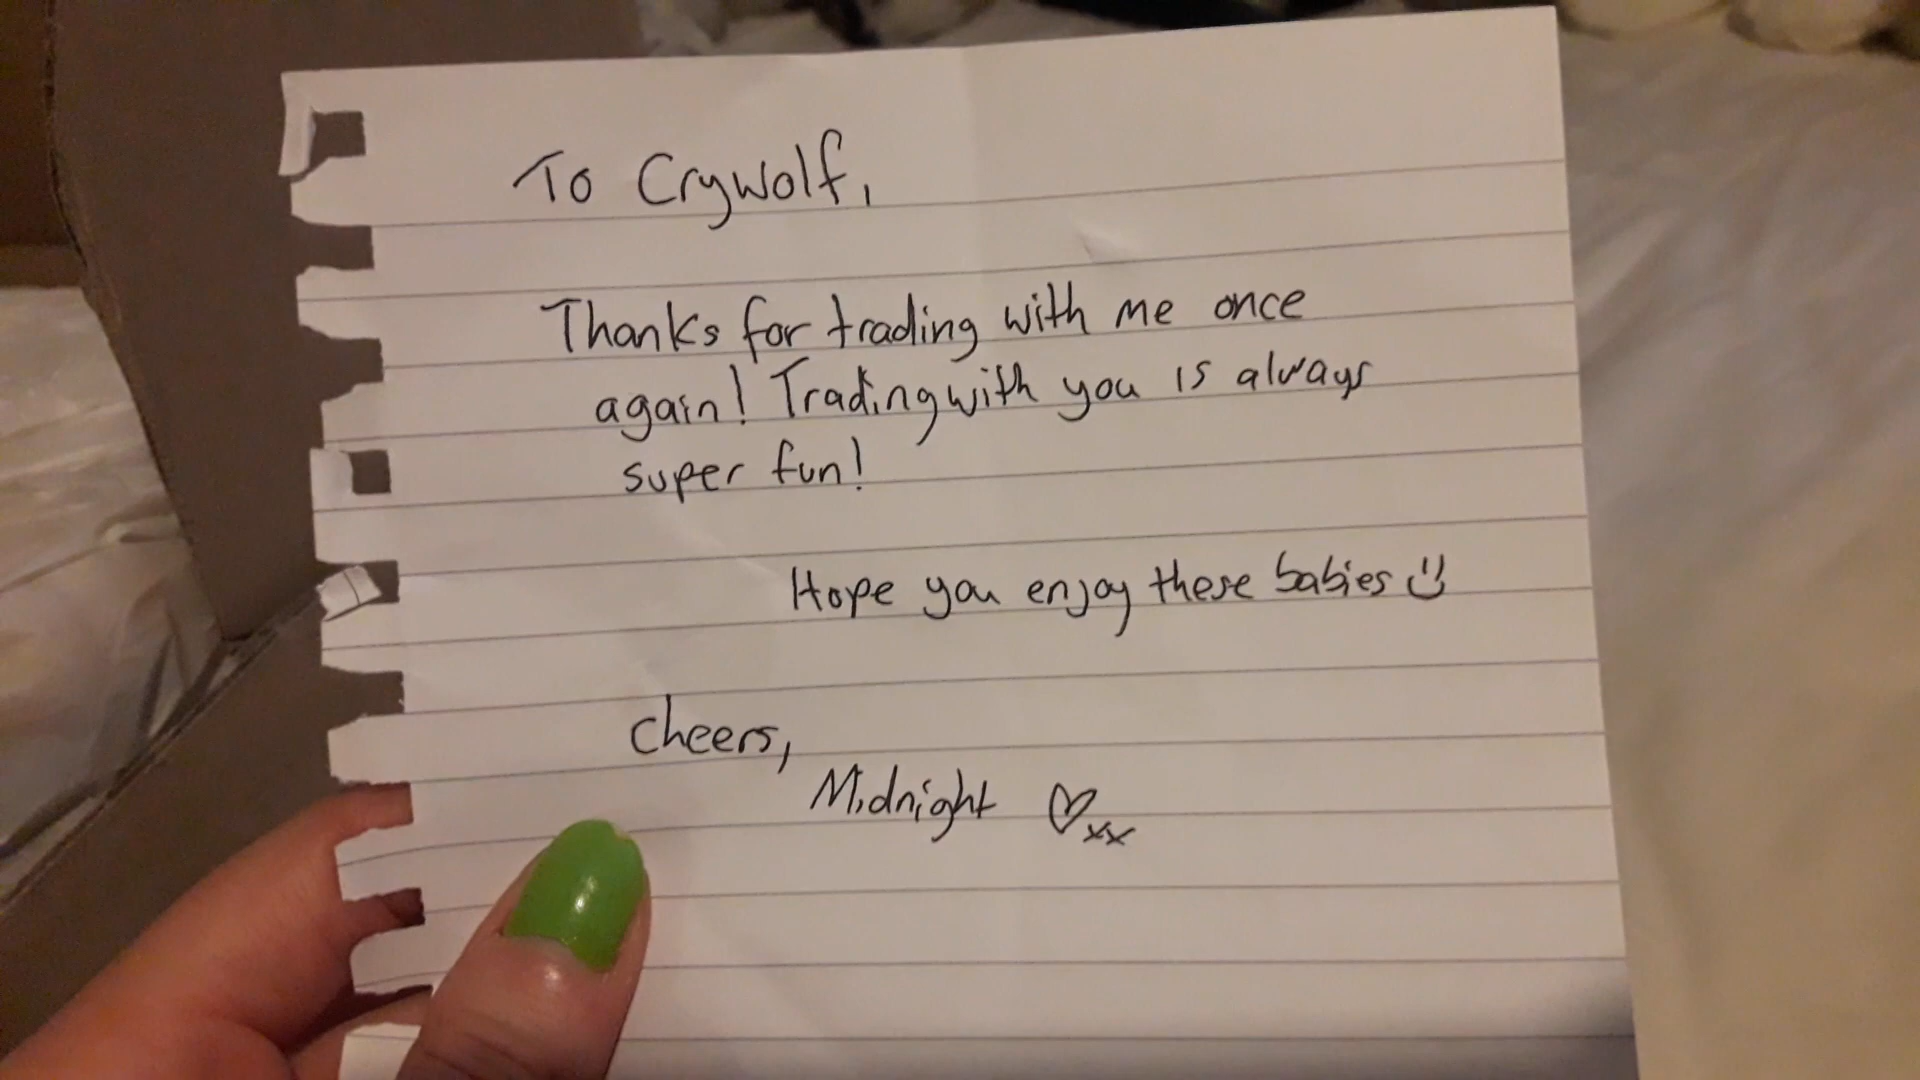 To Crywolf,
Thanks for trading with me once
again! Trading with you is always
super fun!
Hope you enjoy these babies
Cheers,
Midnight ♡xx